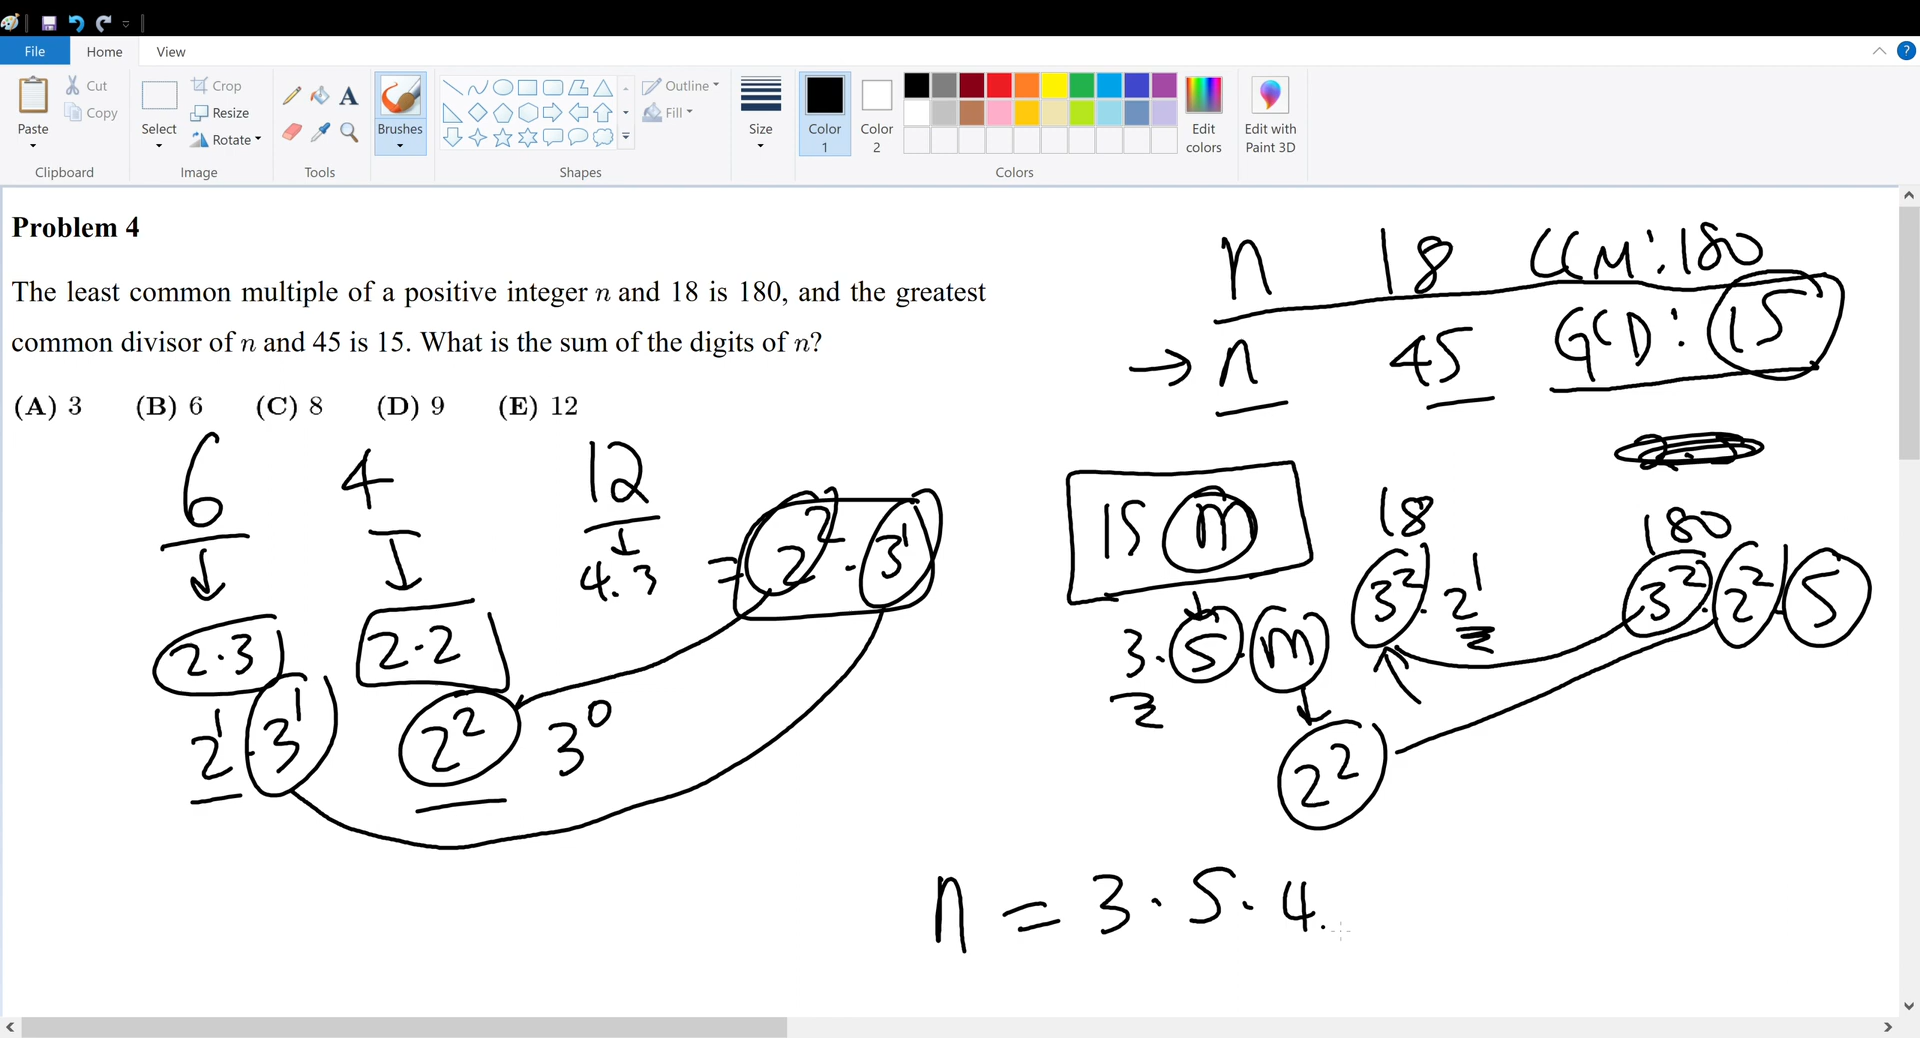 File Home View
Paste
Cut
Copy
Clipboard
Select
Crop
Resize
Rotate
Image
A
Tools
Brushes
Outline
Fill
Shapes
Size
Color 1
Color 2
Edit colors
Edit with Paint 3D
Colors
?
Problem 4
The least common multiple of a positive integer n and 18 is 180, and the greatest
common divisor of n and 45 is 15. What is the sum of the digits of n?
(A) 3 (B) 6 (C) 8 (D) 9 (E) 12
n 18 LCM: 180
→ n 45 GCD: 15
6 4 12
↓ ↓ ↓
2·3 2·2 4·3 = 2²·3¹
2¹·3¹ 2² 3⁰
15 m 18 180
3·5·m 3²·2¹ 3²·2²·5
2²
n = 3·5·4.